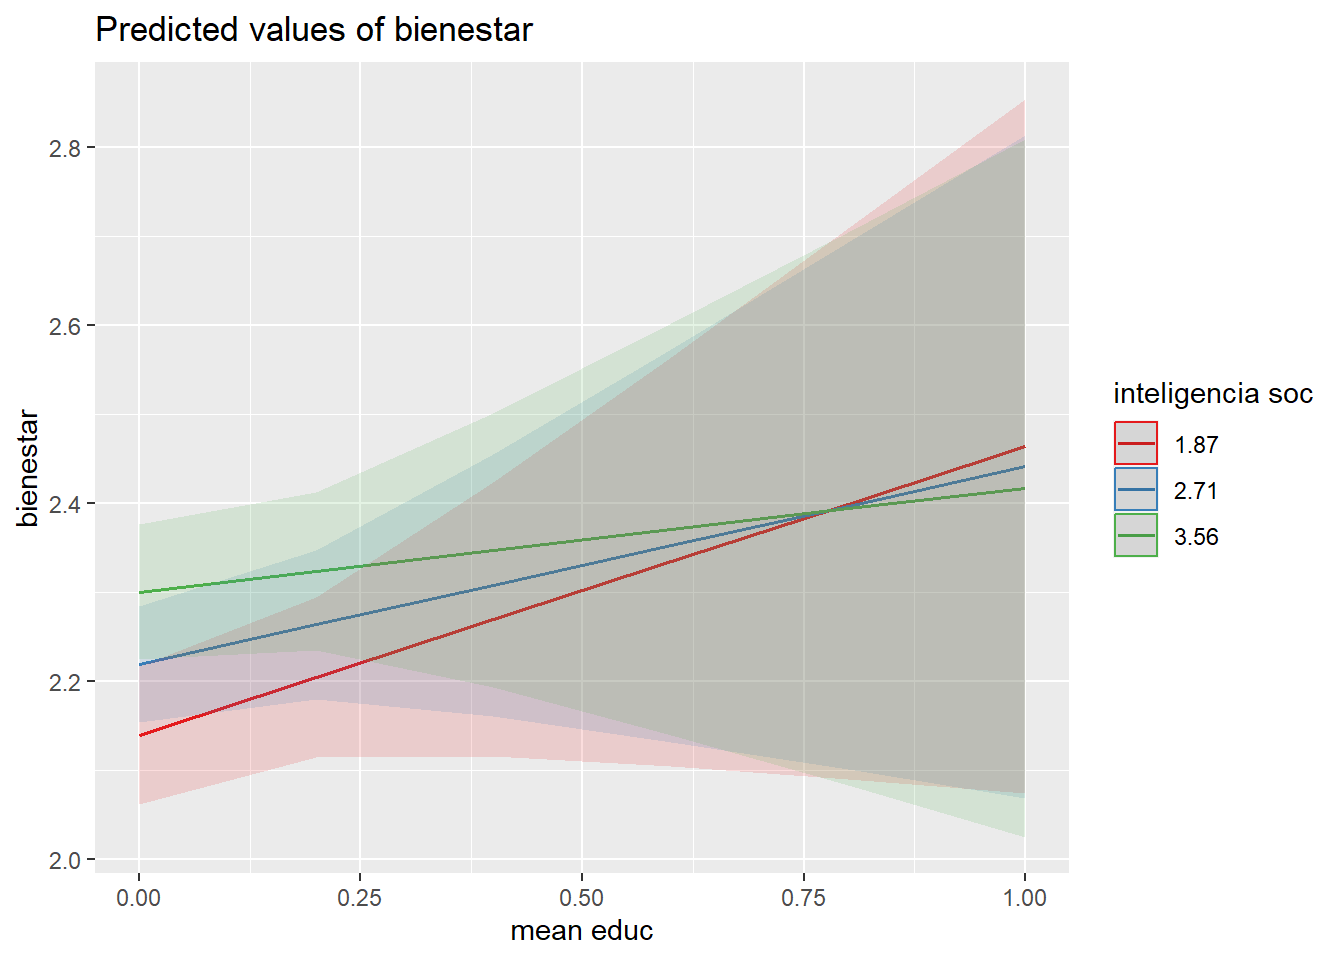 Predicted values of bienestar
bienestar
2.8
2.6
2.4
2.2
2.0
0.00 0.25 0.50 0.75 1.00
mean educ
inteligencia soc
1.87
2.71
3.56